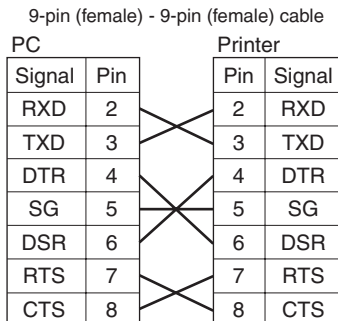 9-pin (female) - 9-pin (female) cable
PC Printer
Signal Pin Pin Signal
RXD 2 2 RXD
TXD 3 3 TXD
DTR 4 4 DTR
SG 5 5 SG
DSR 6 6 DSR
RTS 7 7 RTS
CTS 8 8 CTS